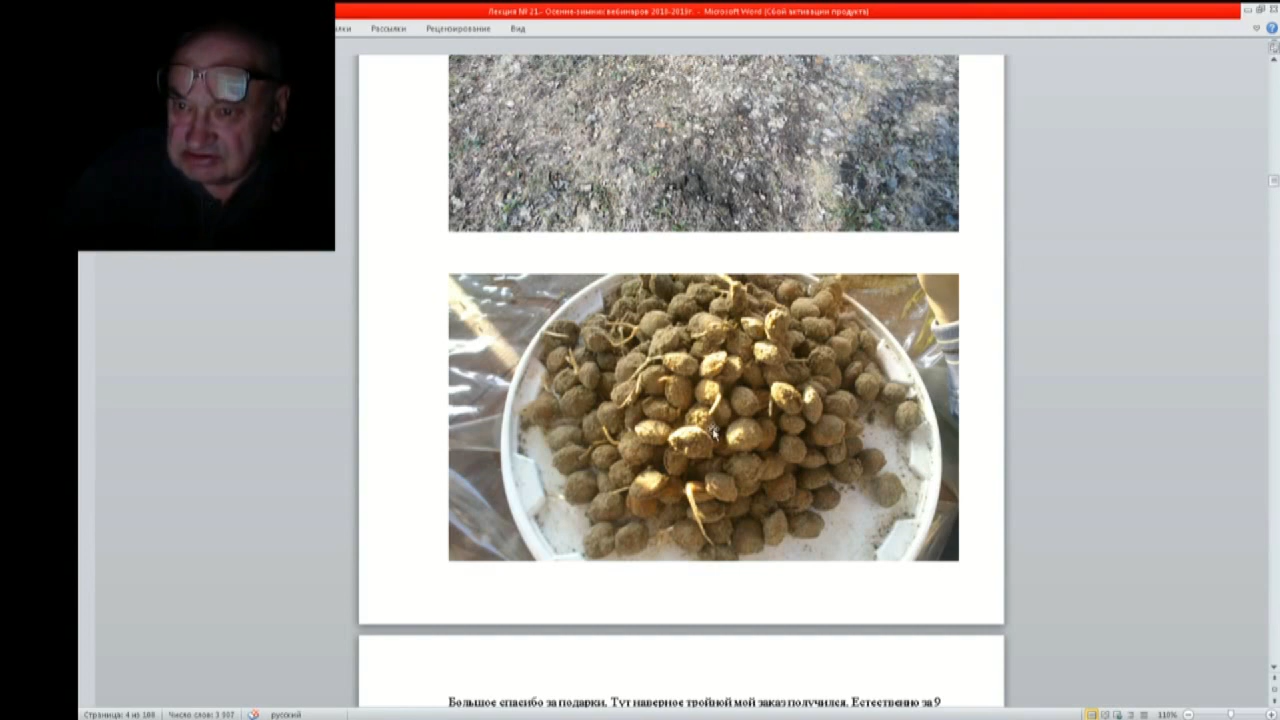 Лекция № 21.- Осенне-зимних вебинаров 2018-2019г. - Microsoft Word (Сбой активации продукта)
Рассылки Рецензирование Вид
Большое спасибо за подарки. Тут наверное тройной мой заказ получился. Естественно за 9
Страница: 4 из 108 Число слов: 3 007 русский 110%